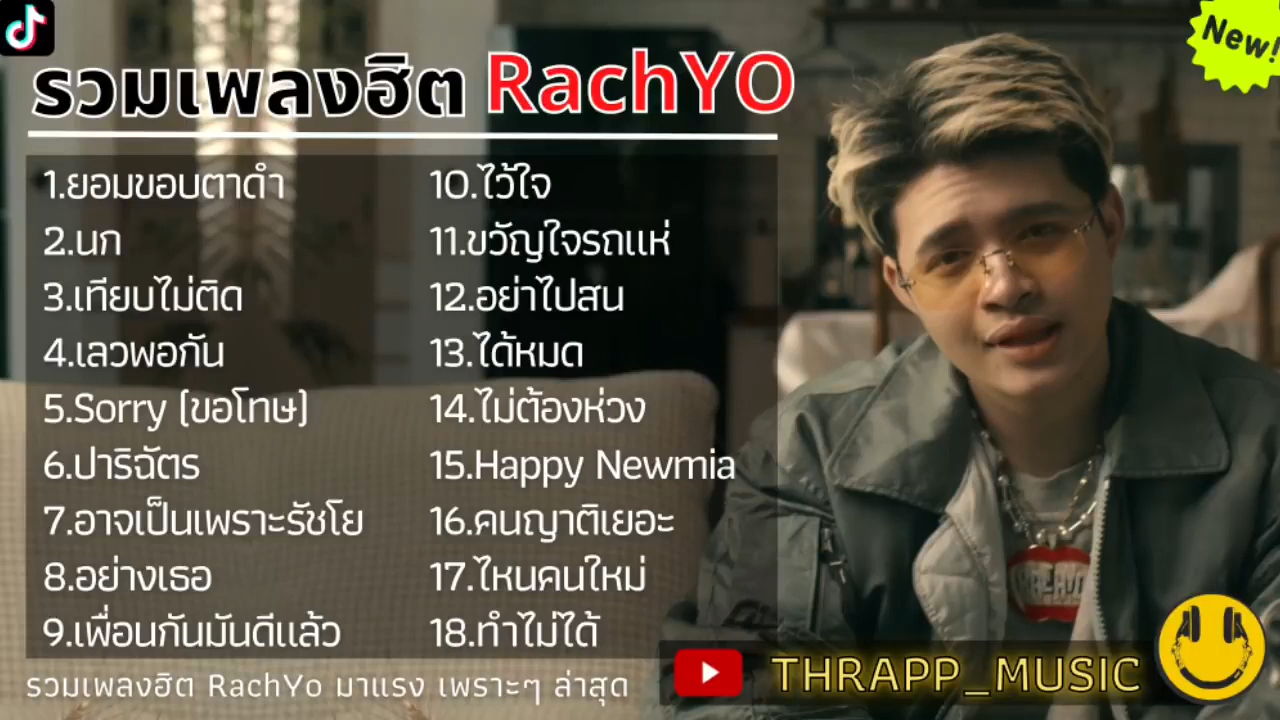 รวมเพลงฮิต RachYO
New!
1.ยอมขอบตาดำ
2.นก
3.เทียบไม่ติด
4.เลวพอกัน
5.Sorry (ขอโทษ)
6.ปาริฉัตร
7.อาจเป็นเพราะรัชโย
8.อย่างเธอ
9.เพื่อนกันมันดีแล้ว
10.ไว้ใจ
11.ขวัญใจรถแห่
12.อย่าไปสน
13.ได้หมด
14.ไม่ต้องห่วง
15.Happy Newmia
16.คนญาติเยอะ
17.ไหนคนใหม่
18.ทำไม่ได้
รวมเพลงฮิต RachYo มาแรง เพราะๆ ล่าสุด
THRAPP_MUSIC